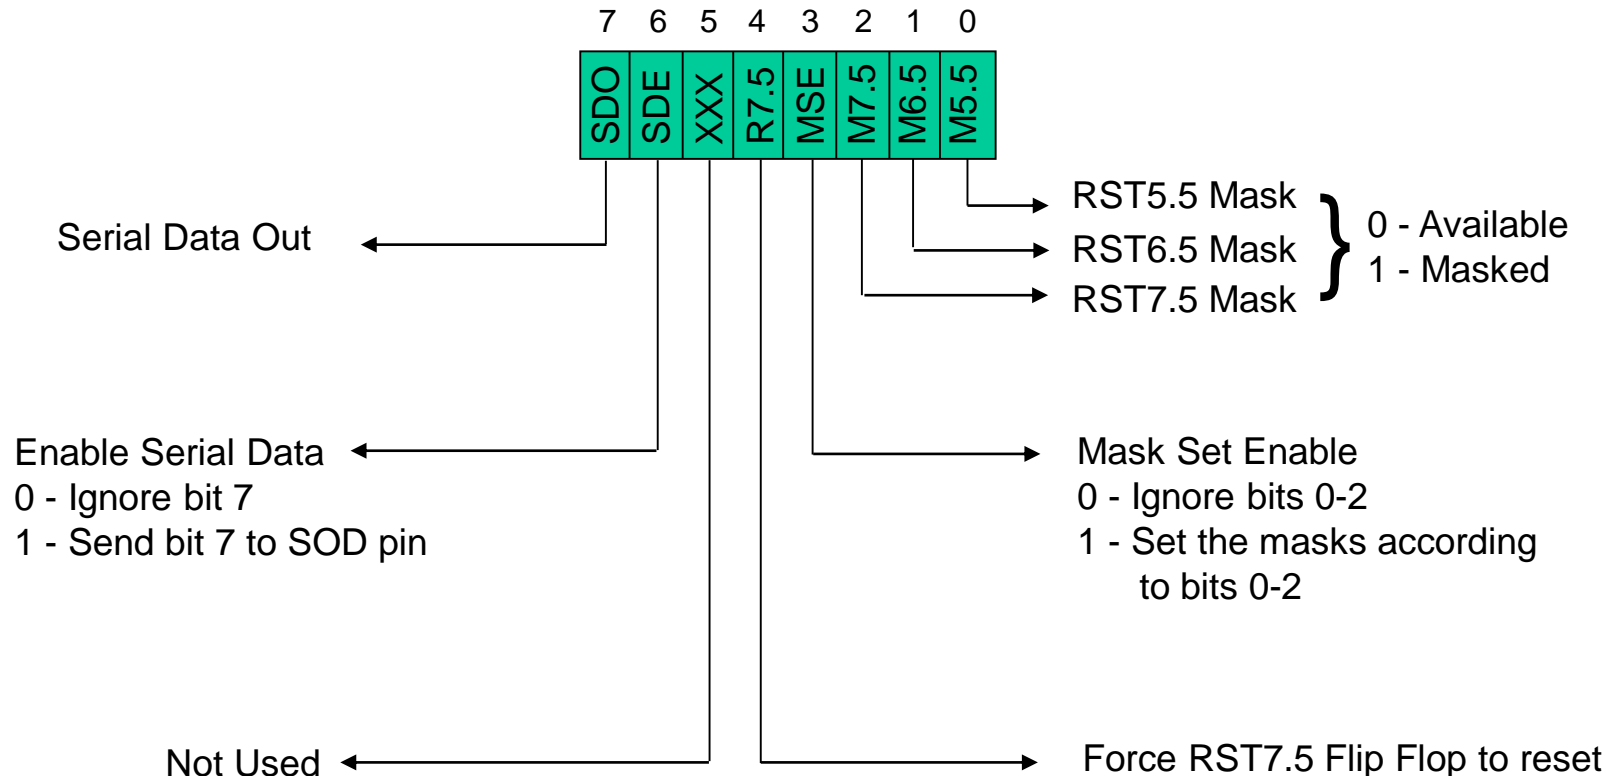 7 6 5 4 3 2 1 0
SDO SDE XXX R7.5 MSE M7.5 M6.5 M5.5
Serial Data Out
RST5.5 Mask
RST6.5 Mask
RST7.5 Mask
}
0 - Available
1 - Masked
Enable Serial Data
0 - Ignore bit 7
1 - Send bit 7 to SOD pin
Mask Set Enable
0 - Ignore bits 0-2
1 - Set the masks according
to bits 0-2
Not Used
Force RST7.5 Flip Flop to reset